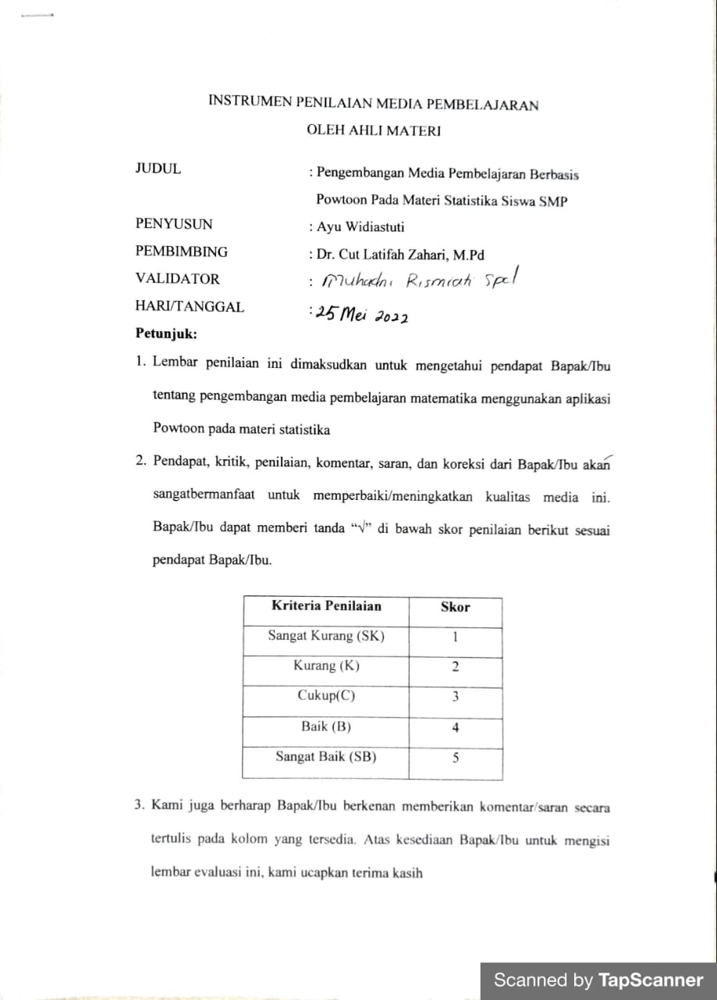 INSTRUMEN PENILAIAN MEDIA PEMBELAJARAN
OLEH AHLI MATERI
JUDUL : Pengembangan Media Pembelajaran Berbasis
Powtoon Pada Materi Statistika Siswa SMP
PENYUSUN : Ayu Widiastuti
PEMBIMBING : Dr. Cut Latifah Zahari, M.Pd
VALIDATOR : Rismiati Spd
HARI/TANGGAL : 25 Mei 2022
Petunjuk:
1. Lembar penilaian ini dimaksudkan untuk mengetahui pendapat Bapak/Ibu
tentang pengembangan media pembelajaran matematika menggunakan aplikasi
Powtoon pada materi statistika
2. Pendapat, kritik, penilaian, komentar, saran, dan koreksi dari Bapak/Ibu akan
sangatbermanfaat untuk memperbaiki/meningkatkan kualitas media ini.
Bapak/Ibu dapat memberi tanda “√” di bawah skor penilaian berikut sesuai
pendapat Bapak/Ibu.
Kriteria Penilaian Skor
Sangat Kurang (SK) 1
Kurang (K) 2
Cukup(C) 3
Baik (B) 4
Sangat Baik (SB) 5
3. Kami juga berharap Bapak/Ibu berkenan memberikan komentar/saran secara
tertulis pada kolom yang tersedia. Atas kesediaan Bapak/Ibu untuk mengisi
lembar evaluasi ini, kami ucapkan terima kasih
Scanned by TapScanner